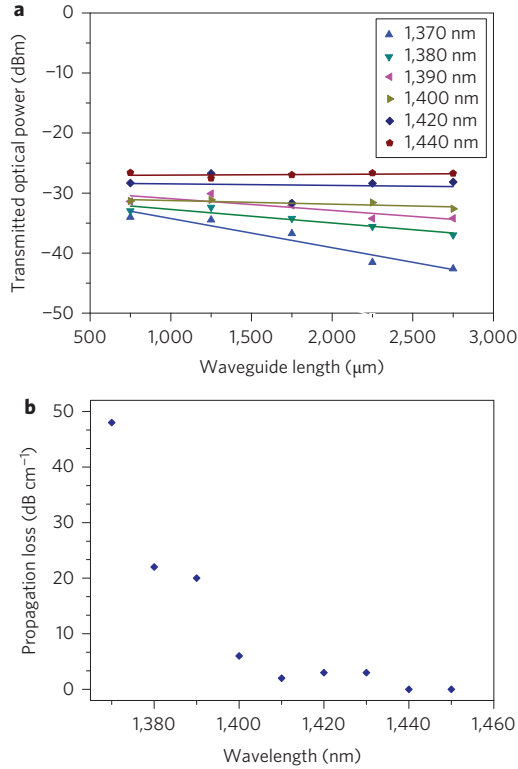 a
0
−10
−20
−30
−40
−50
Transmitted optical power (dBm)
1,370 nm
1,380 nm
1,390 nm
1,400 nm
1,420 nm
1,440 nm
500 1,000 1,500 2,000 2,500 3,000
Waveguide length (μm)
b
50
40
30
20
10
0
Propagation loss (dB cm⁻¹)
1,380 1,400 1,420 1,440 1,460
Wavelength (nm)